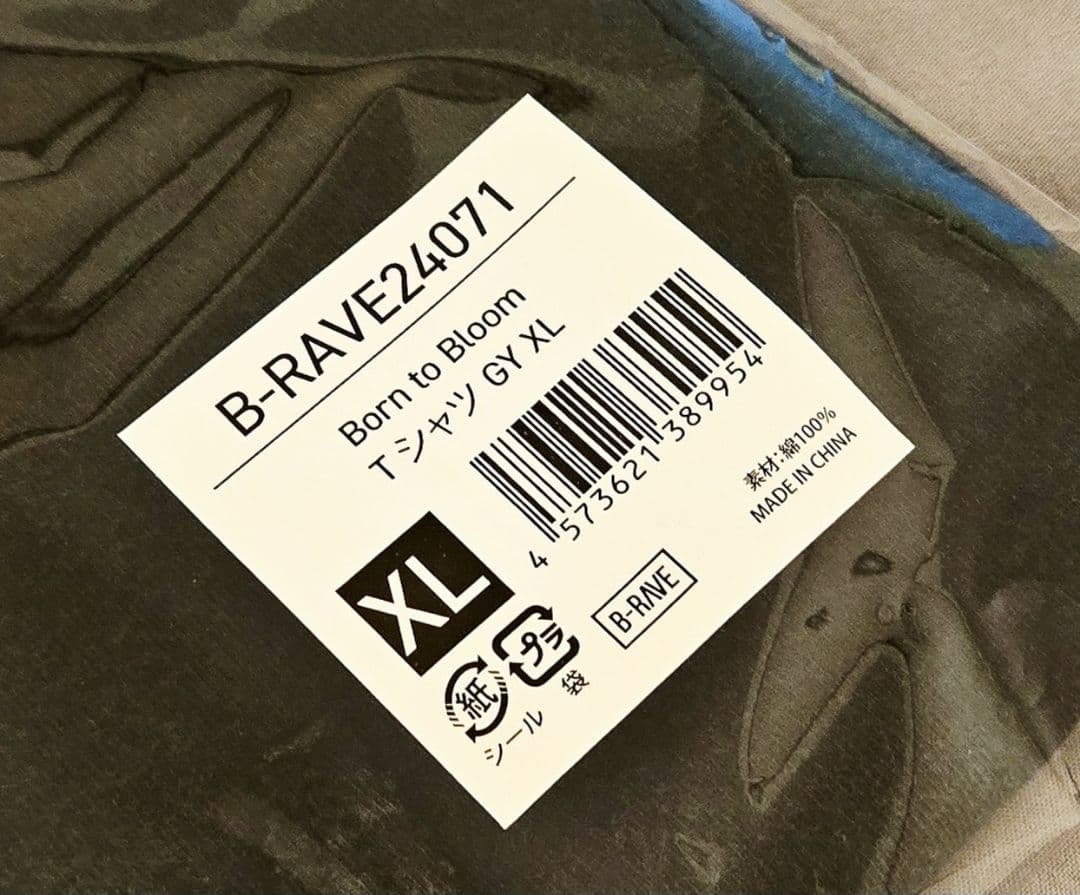 B-RAVE24071
Born to Bloom
Tシャツ GY XL
4 573621 389954
素材:綿100%
MADE IN CHINA
XL
B-RAVE
プラ
紙
袋
シール